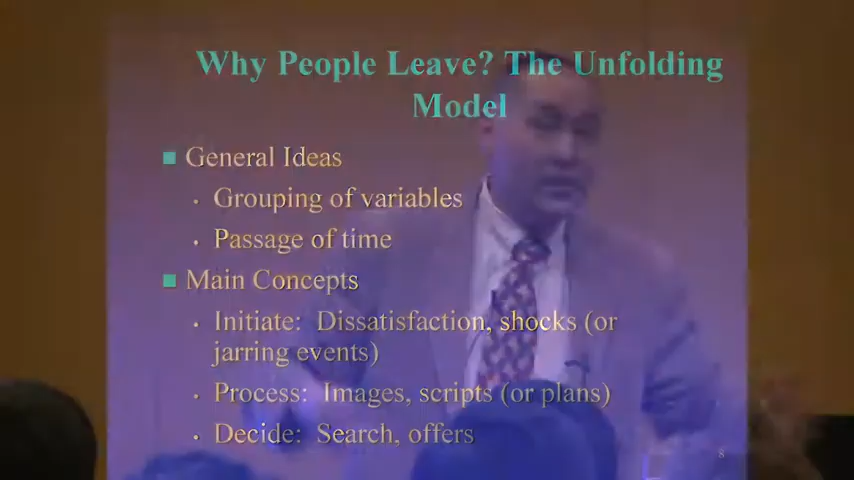 Why People Leave? The Unfolding
Model
■ General Ideas
• Grouping of variables
• Passage of time
■ Main Concepts
• Initiate: Dissatisfaction, shocks (or
jarring events)
• Process: Images, scripts (or plans)
• Decide: Search, offers
8